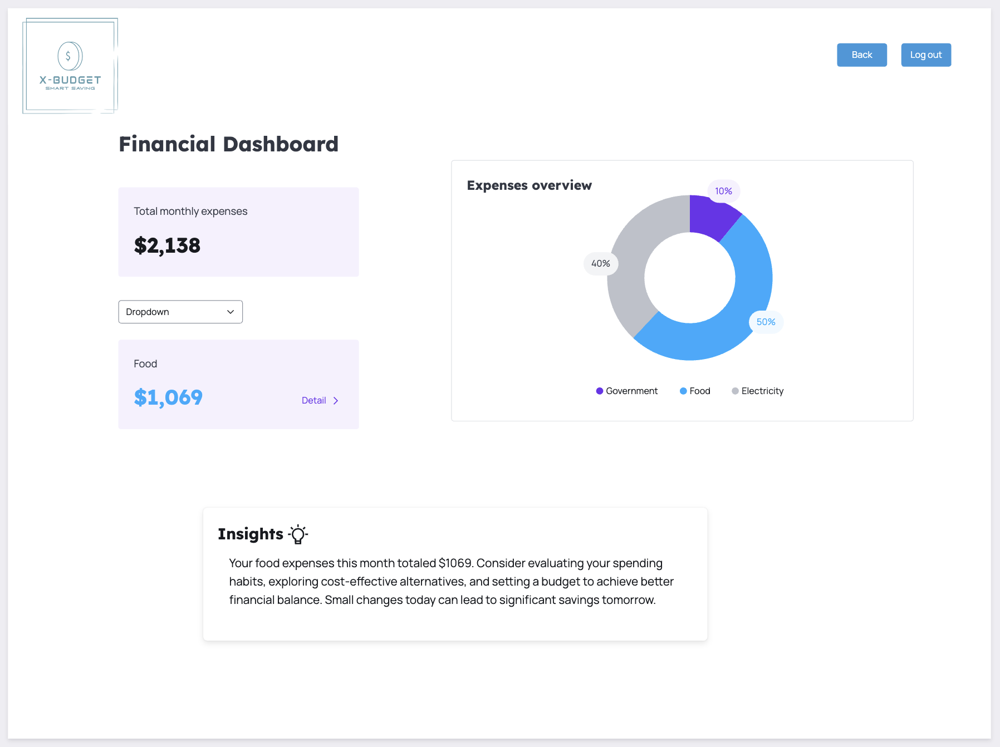 $
X-BUDGET
SMART SAVING
Back
Log out
Financial Dashboard
Total monthly expenses
$2,138
Dropdown
Food
$1,069
Detail
Expenses overview
10%
40%
50%
Government
Food
Electricity
Insights
Your food expenses this month totaled $1069. Consider evaluating your spending
habits, exploring cost-effective alternatives, and setting a budget to achieve better
financial balance. Small changes today can lead to significant savings tomorrow.